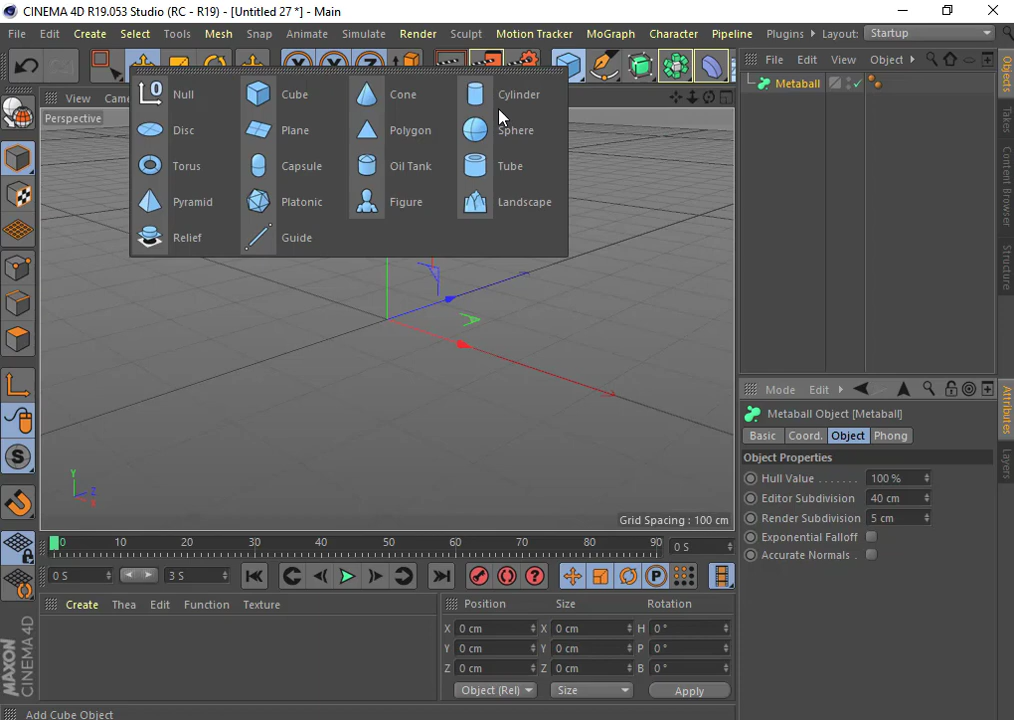 CINEMA 4D R19.053 Studio (RC - R19) - [Untitled 27 *] - Main
File Edit Create Select Tools Mesh Snap Animate Simulate Render Sculpt Motion Tracker MoGraph Character Pipeline Plugins Layout: Startup
File Edit View Object
Metaball
View Cam
Perspective
Null Cube Cone Cylinder
Disc Plane Polygon Sphere
Torus Capsule Oil Tank Tube
Pyramid Platonic Figure Landscape
Relief Guide
Y
Z
X
Grid Spacing : 100 cm
Objects
Takes
Content Browser
Structure
Mode Edit
Metaball Object [Metaball]
Basic Coord. Object Phong
Object Properties
Hull Value . . . . . . . 100 %
Editor Subdivision 40 cm
Render Subdivision 5 cm
Exponential Falloff
Accurate Normals .
Attributes
Layers
0 10 20 30 40 50 60 70 80 90 0 S
0 S 3 S
P
Create Thea Edit Function Texture
Position Size Rotation
X 0 cm X 0 cm H 0 °
Y 0 cm Y 0 cm P 0 °
Z 0 cm Z 0 cm B 0 °
Object (Rel) Size Apply
MAXON
CINEMA 4D
Add Cube Object